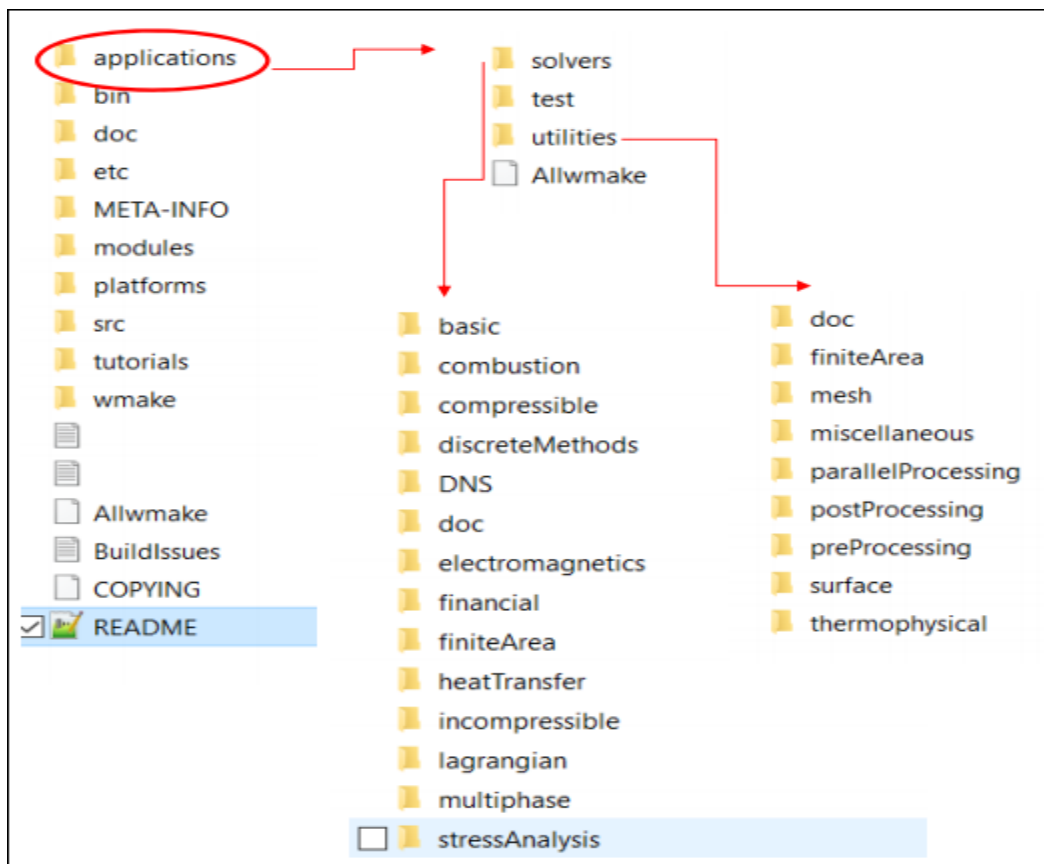 applications
bin
doc
etc
META-INFO
modules
platforms
src
tutorials
wmake
Allwmake
BuildIssues
COPYING
README
solvers
test
utilities
Allwmake
basic
combustion
compressible
discreteMethods
DNS
doc
electromagnetics
financial
finiteArea
heatTransfer
incompressible
lagrangian
multiphase
stressAnalysis
doc
finiteArea
mesh
miscellaneous
parallelProcessing
postProcessing
preProcessing
surface
thermophysical